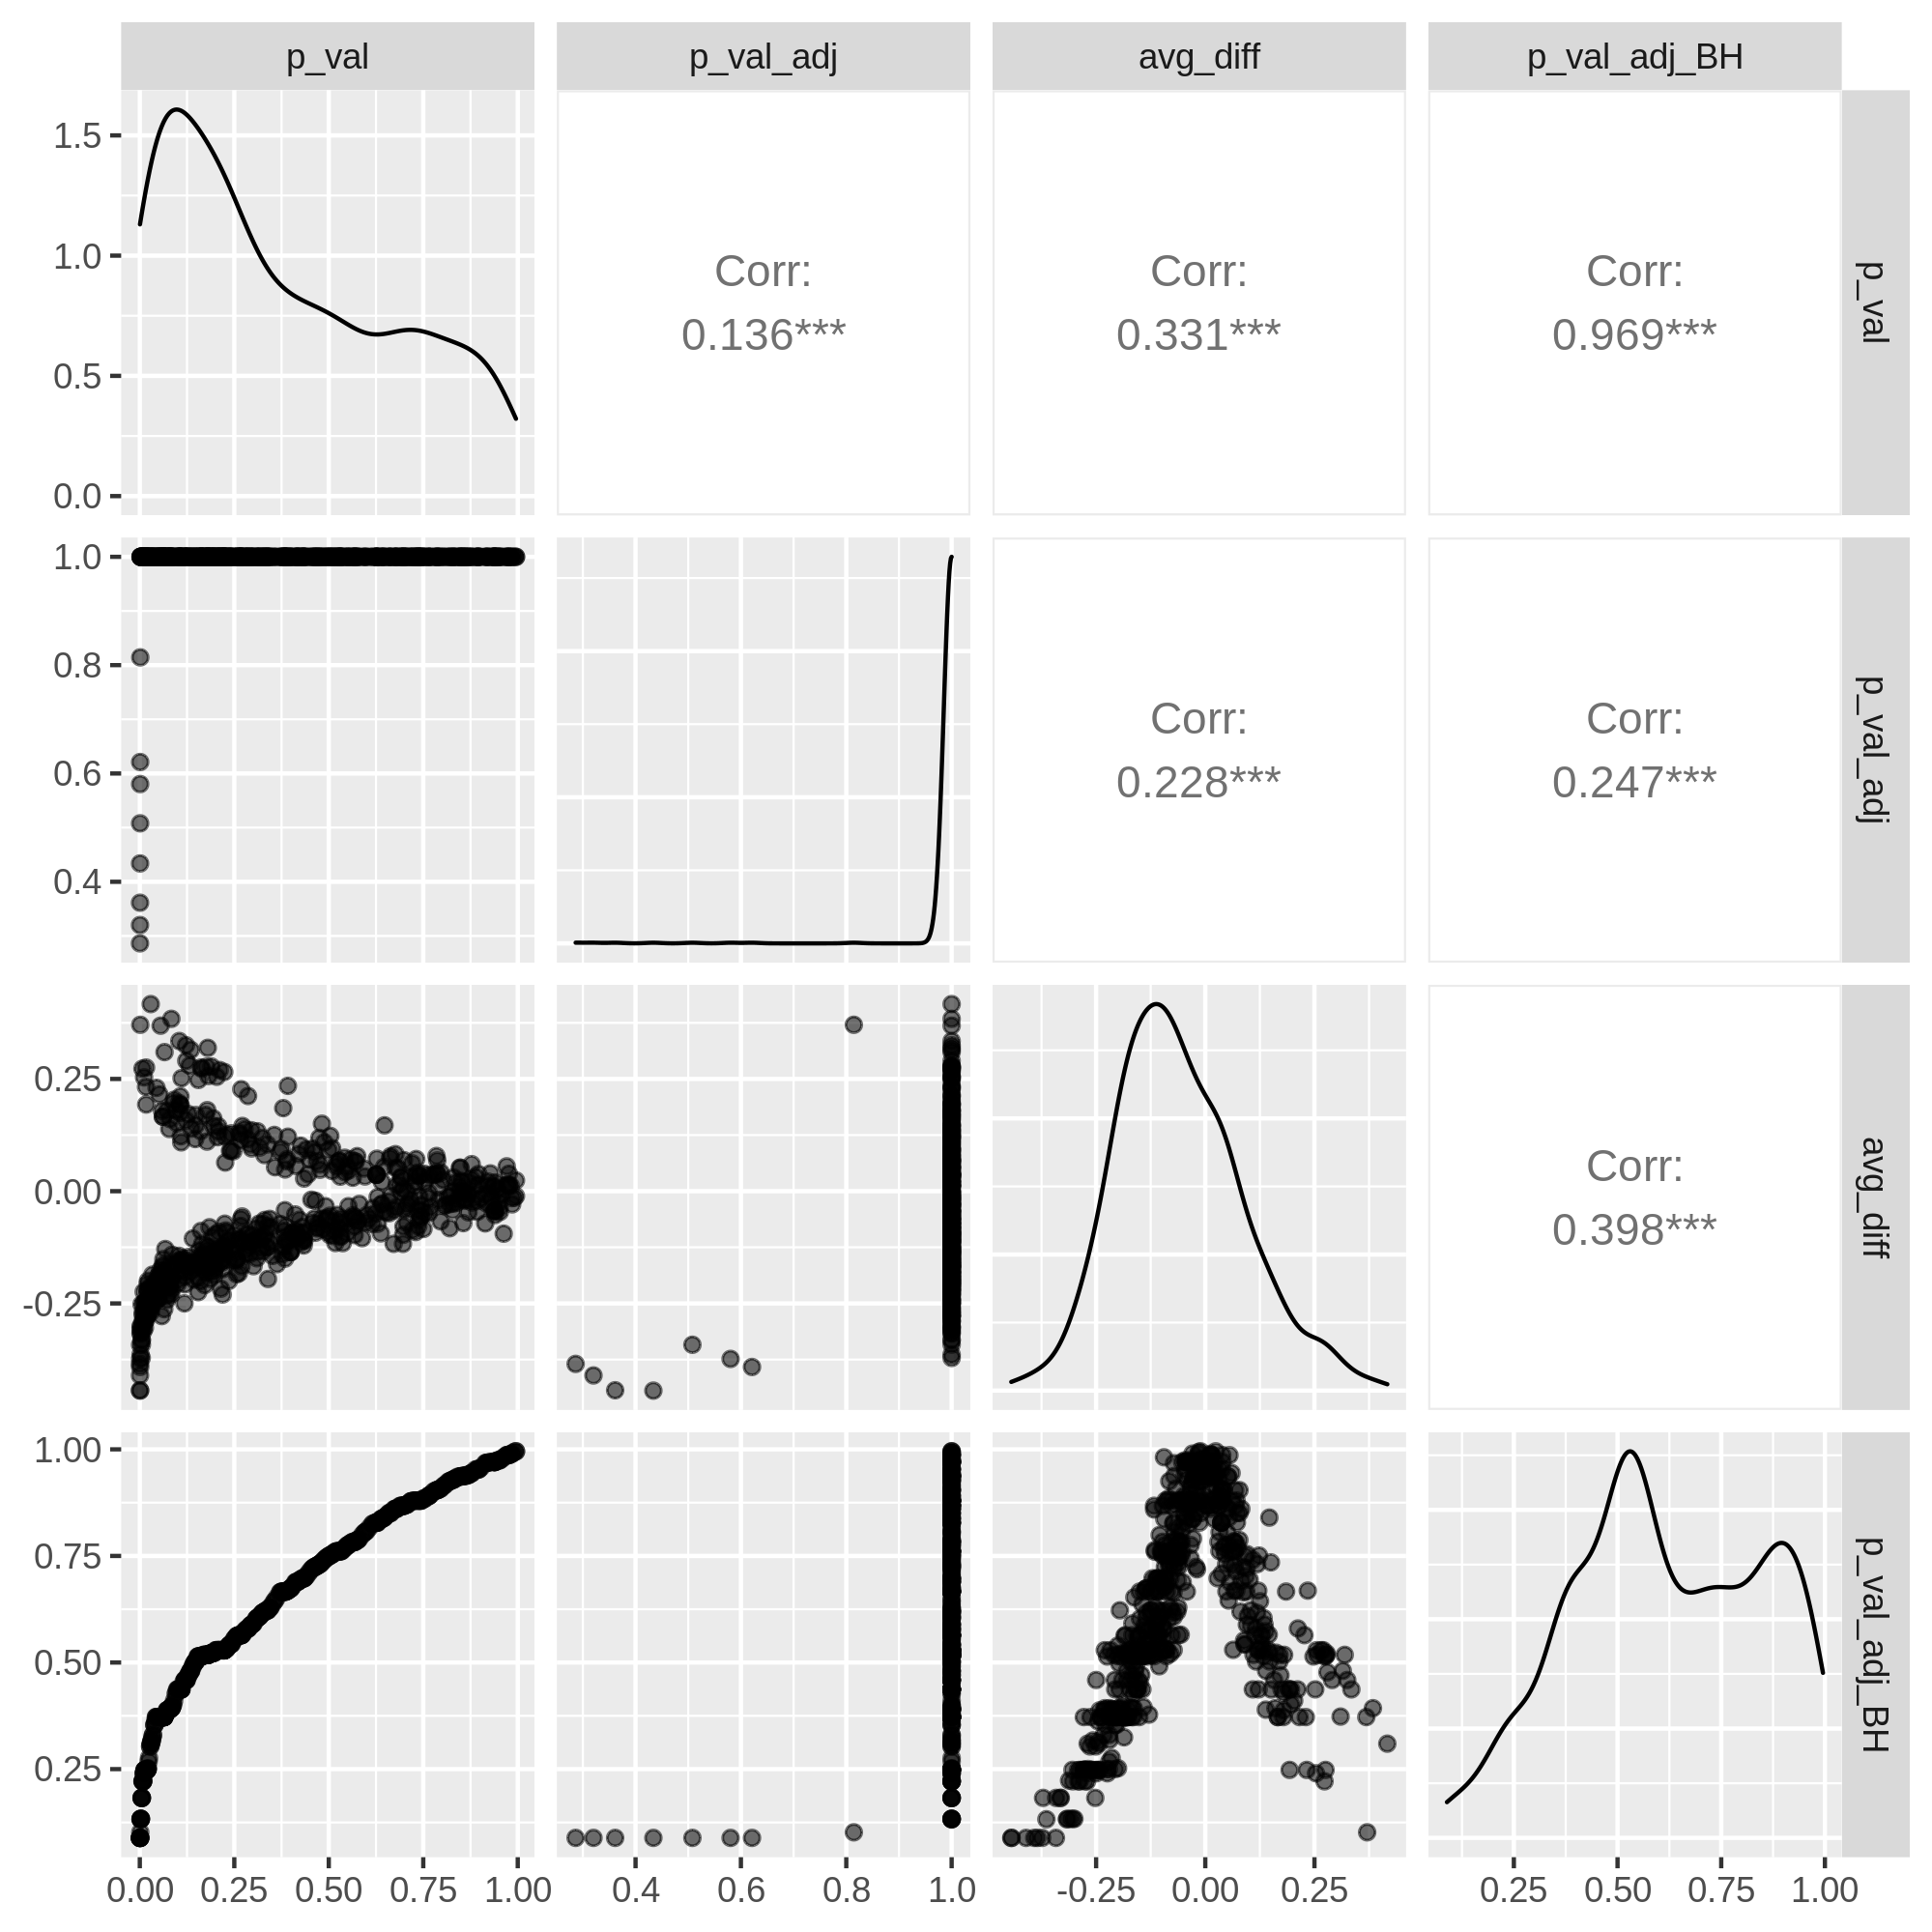 p_val
p_val_adj
avg_diff
p_val_adj_BH
1.5
1.0
0.5
0.0
Corr:
0.136***
Corr:
0.331***
Corr:
0.969***
p_val
1.0
0.8
0.6
0.4
Corr:
0.228***
Corr:
0.247***
p_val_adj
0.25
0.00
-0.25
Corr:
0.398***
avg_diff
1.00
0.75
0.50
0.25
p_val_adj_BH
0.00 0.25 0.50 0.75 1.00
0.4 0.6 0.8 1.0
-0.25 0.00 0.25
0.25 0.50 0.75 1.00